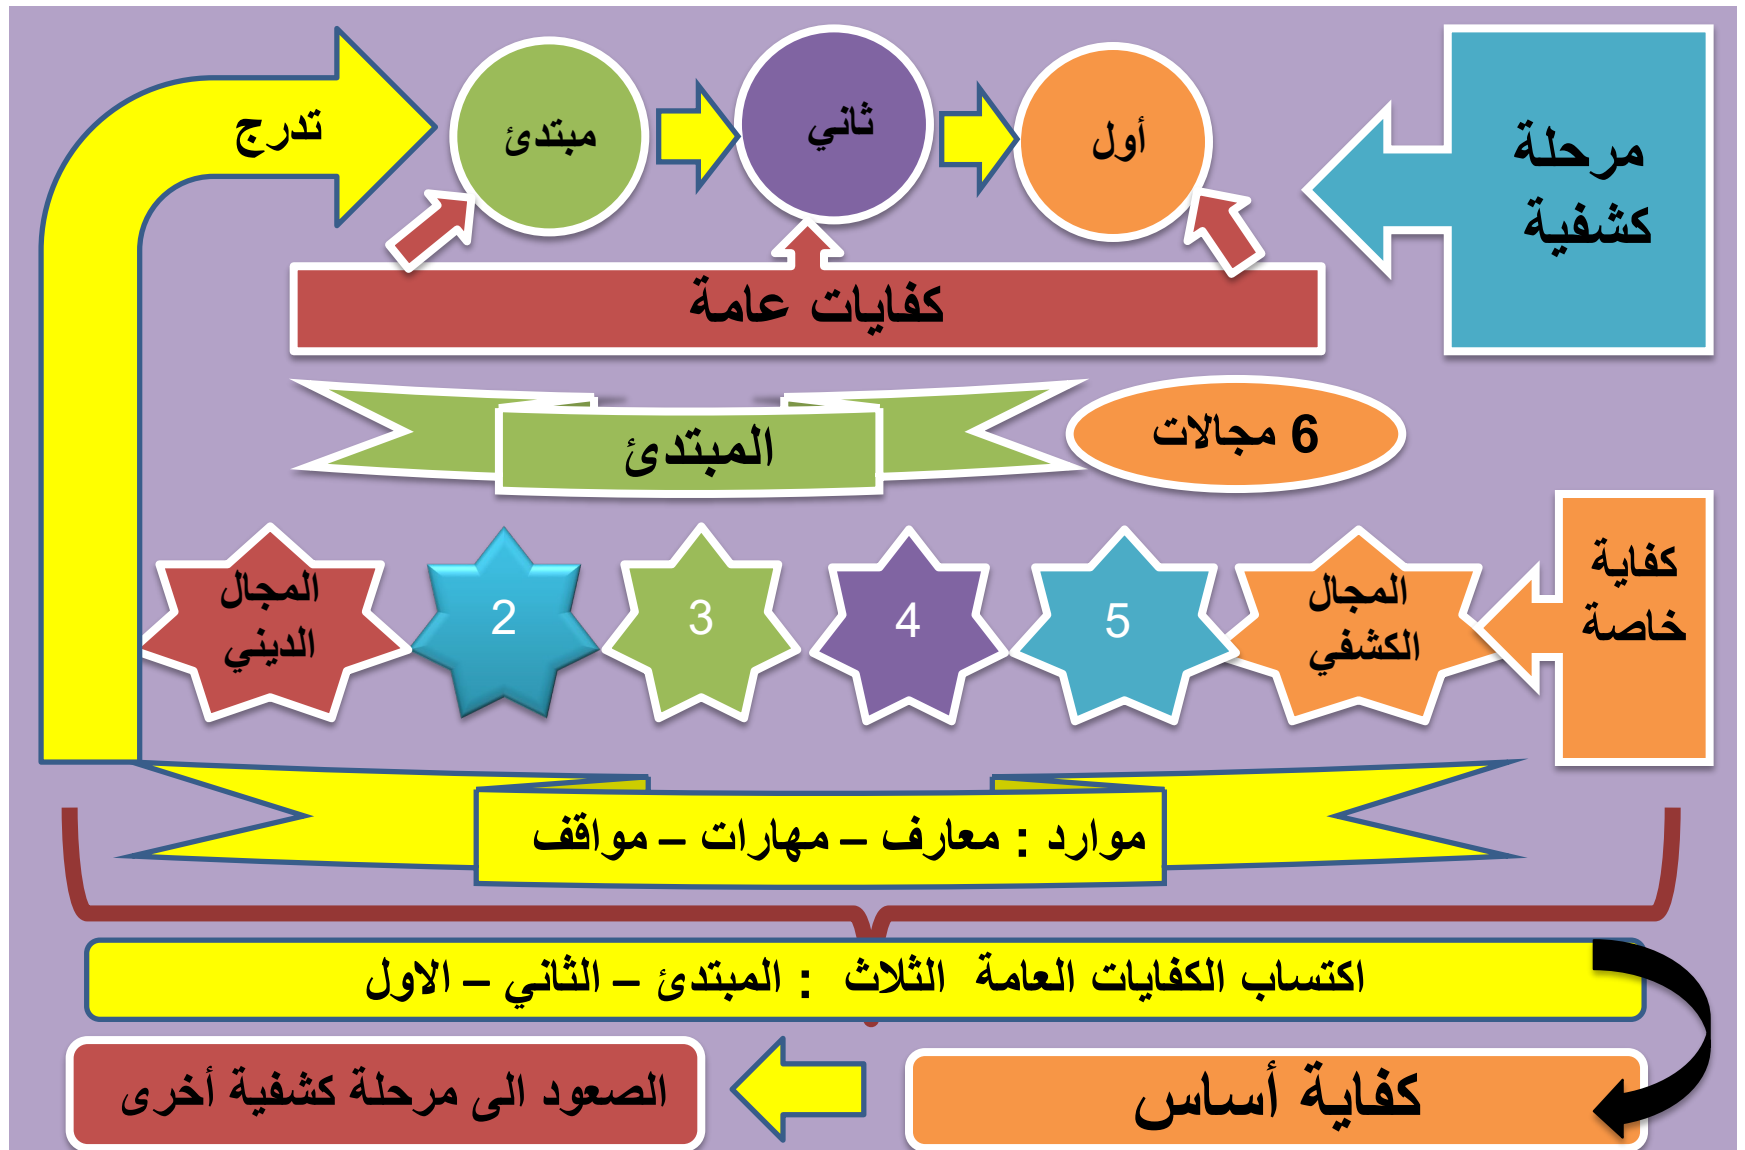 مرحلة
كشفية
أول
ثاني
مبتدئ
تدرج
كفايات عامة
6 مجالات
المبتدئ
كفاية
خاصة
المجال
الكشفي
5
4
3
2
المجال
الديني
موارد : معارف – مهارات – مواقف
اكتساب الكفايات العامة الثلاث : المبتدئ – الثاني – الاول
كفاية أساس
الصعود الى مرحلة كشفية أخرى